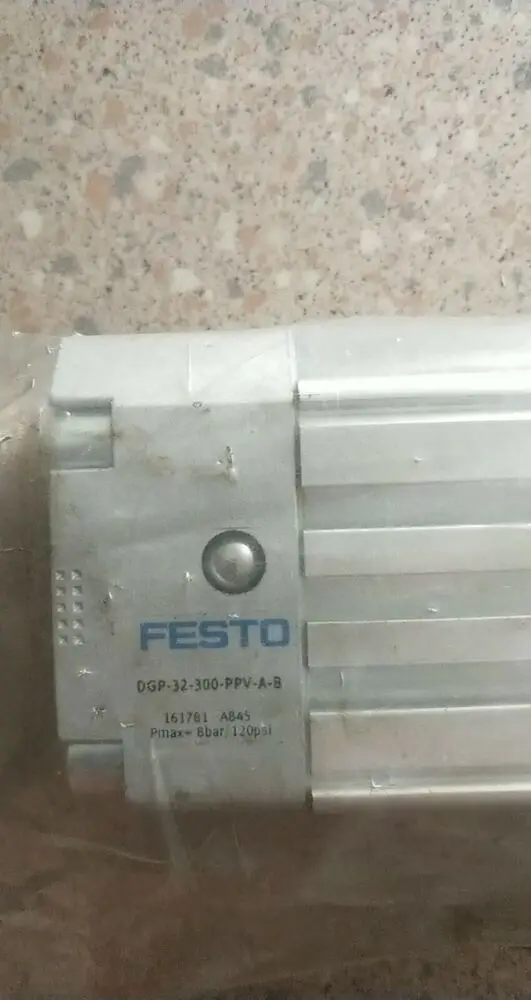 FESTO
DGP-32-300-PPV-A-B
161781 A845
Pmax= 8bar/120psi